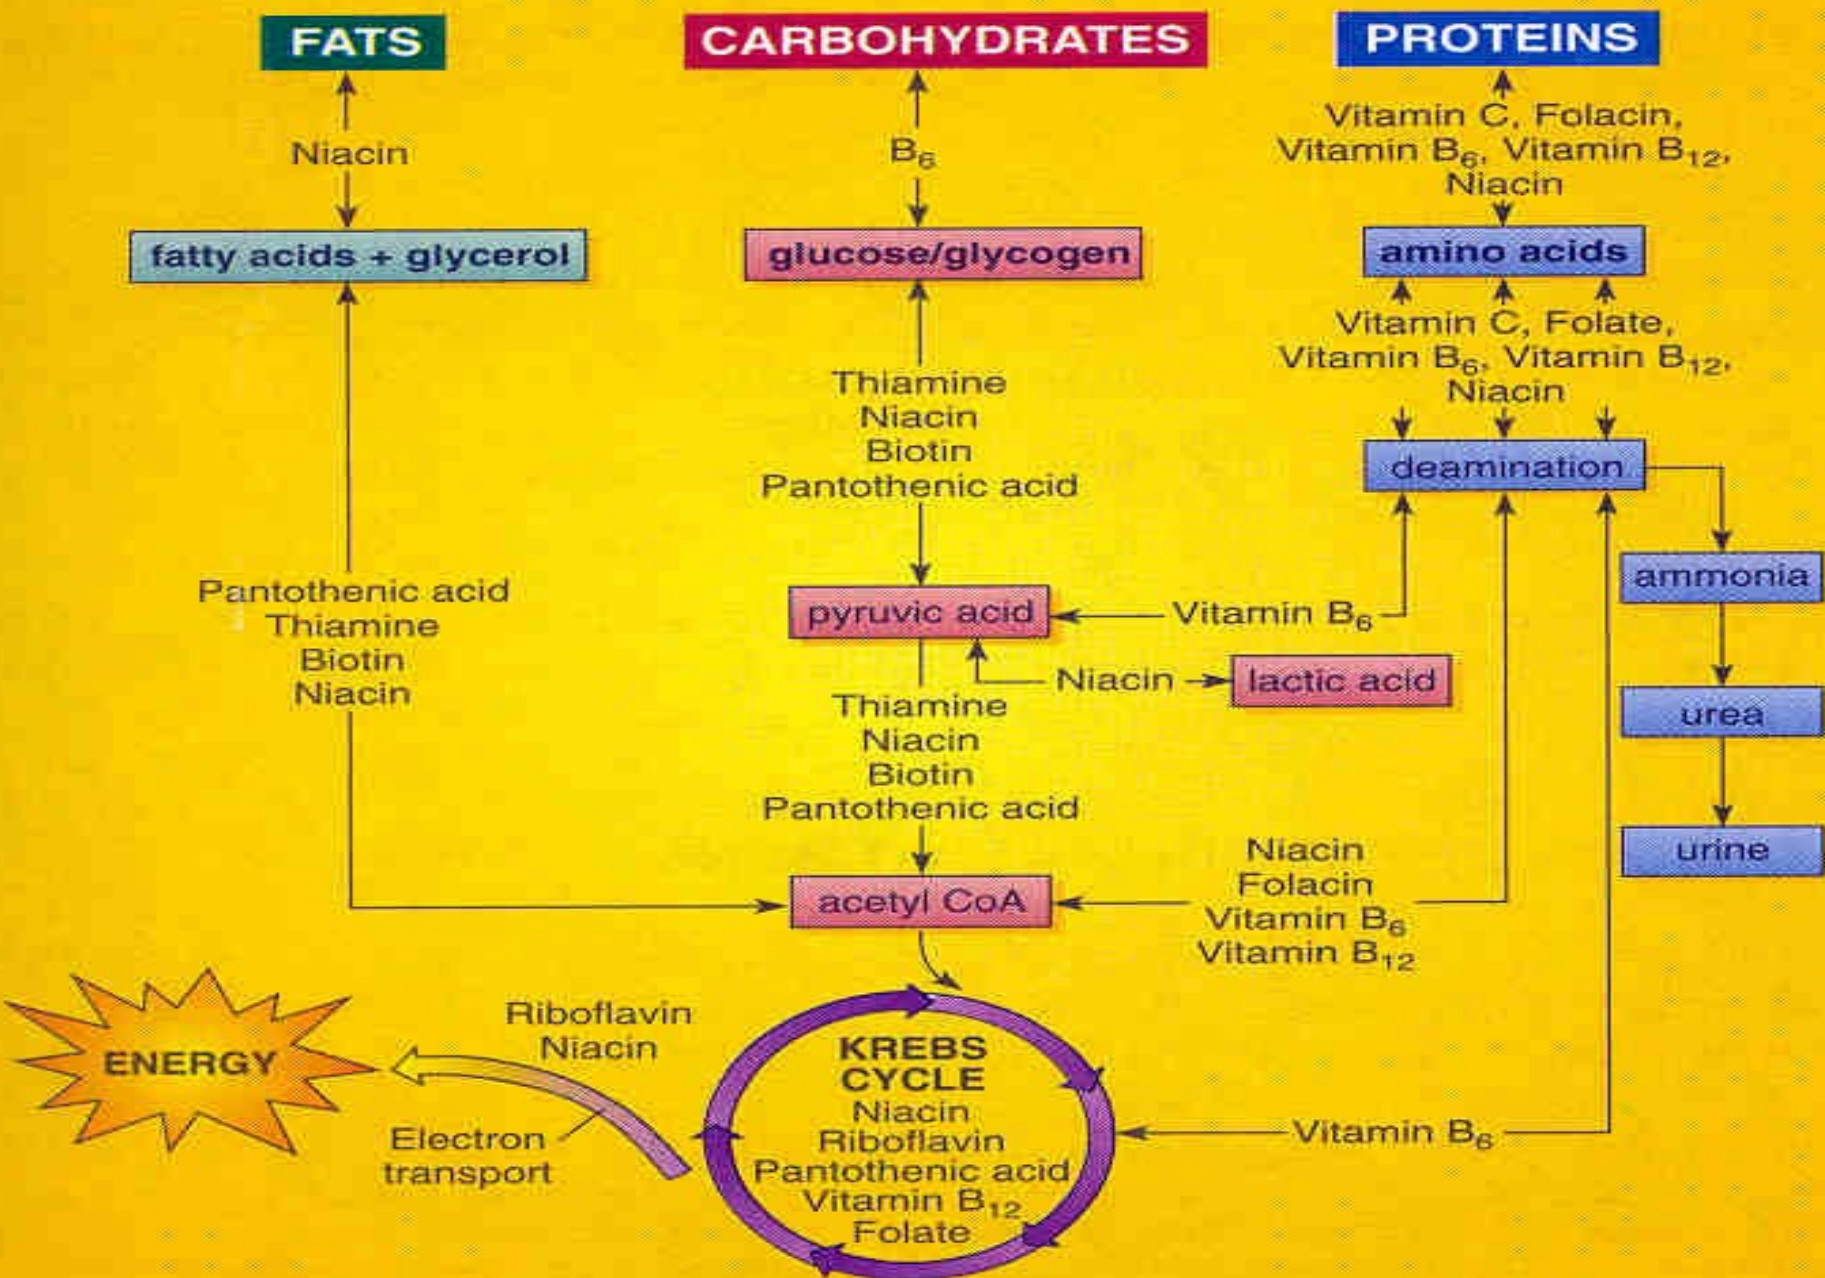 FATS
CARBOHYDRATES
PROTEINS
Niacin
B6
Vitamin C, Folacin,
Vitamin B6, Vitamin B12,
Niacin
fatty acids + glycerol
glucose/glycogen
amino acids
Vitamin C, Folate,
Vitamin B6, Vitamin B12,
Niacin
Thiamine
Niacin
Biotin
Pantothenic acid
deamination
Pantothenic acid
Thiamine
Biotin
Niacin
pyruvic acid
Vitamin B6
ammonia
Niacin
lactic acid
urea
Thiamine
Niacin
Biotin
Pantothenic acid
urine
acetyl CoA
Niacin
Folacin
Vitamin B6
Vitamin B12
ENERGY
Riboflavin
Niacin
Electron
transport
KREBS
CYCLE
Niacin
Riboflavin
Pantothenic acid
Vitamin B12
Folate
Vitamin B6